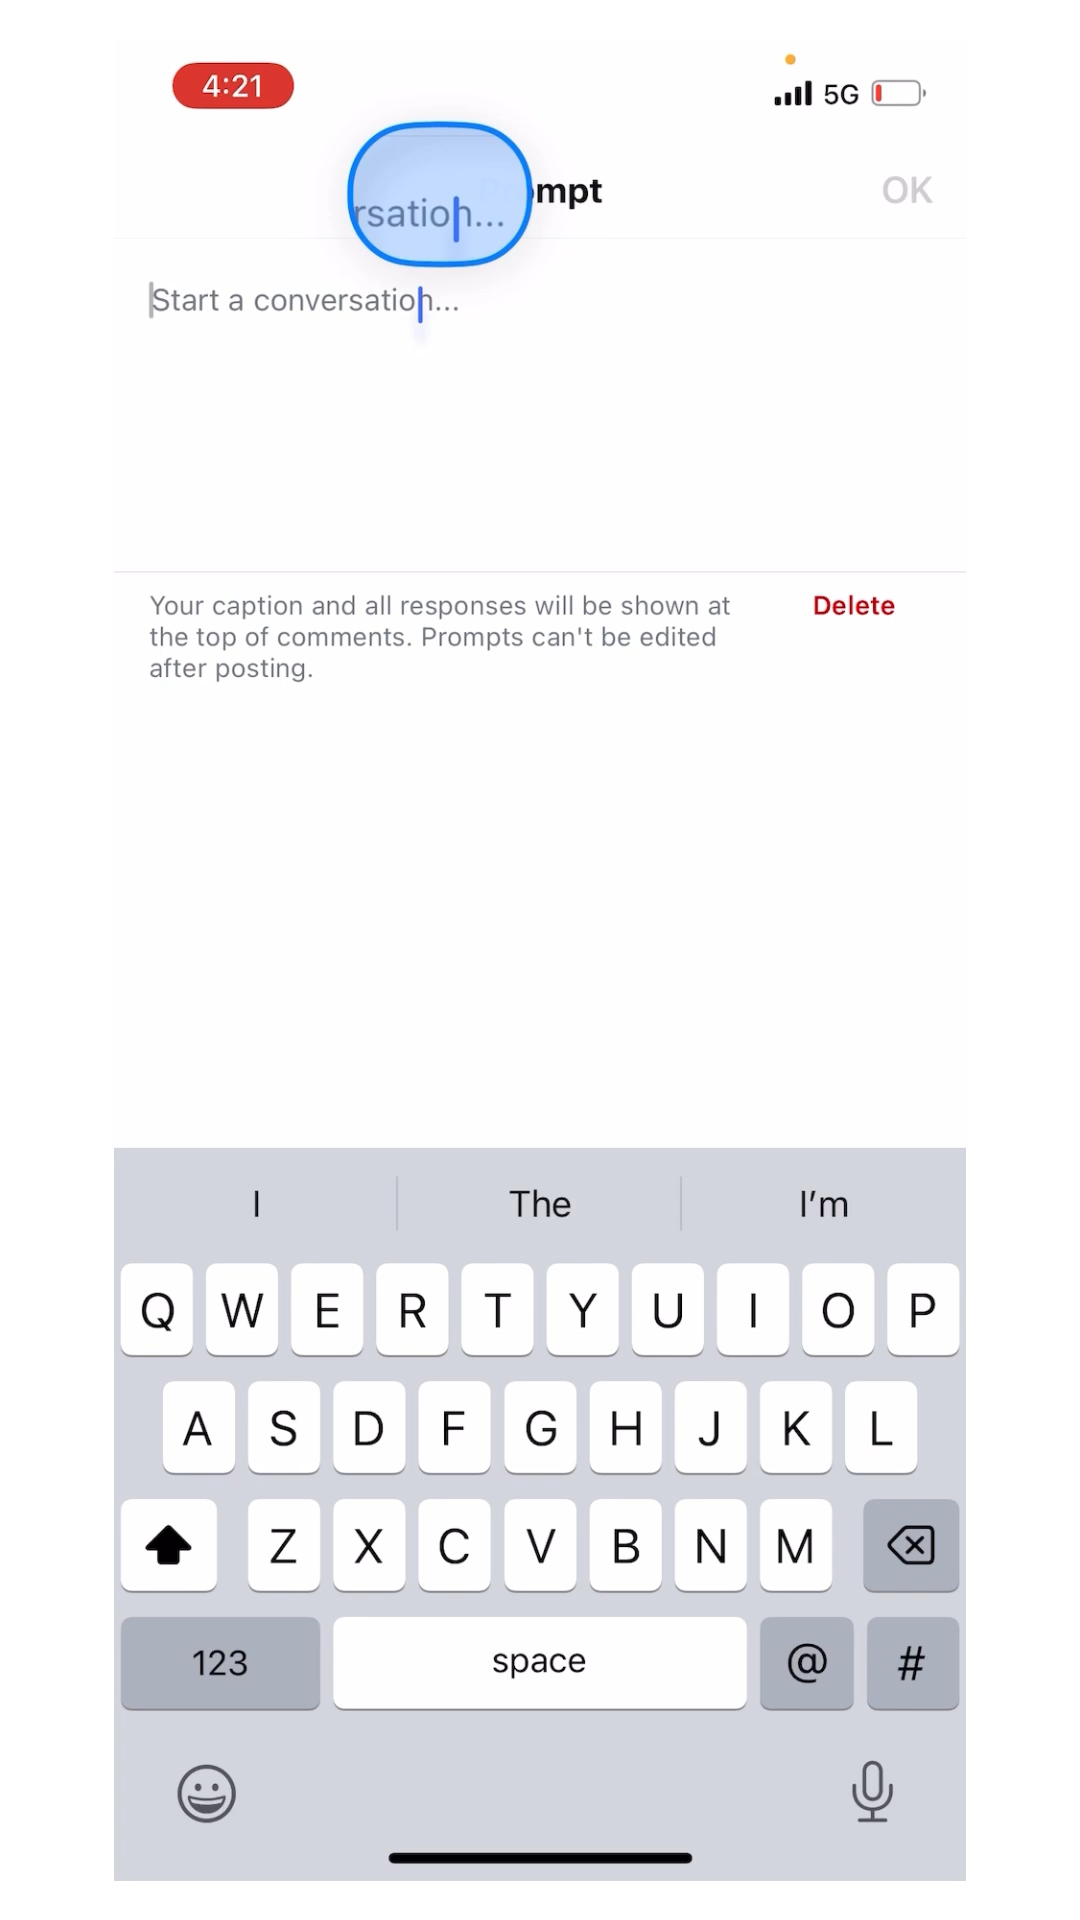 4:21
5G
rsation...
mpt
OK
Start a conversation...
Your caption and all responses will be shown at
the top of comments. Prompts can't be edited
after posting.
Delete
I
The
I’m
Q W E R T Y U I O P
A S D F G H J K L
Z X C V B N M
123
space
@
#